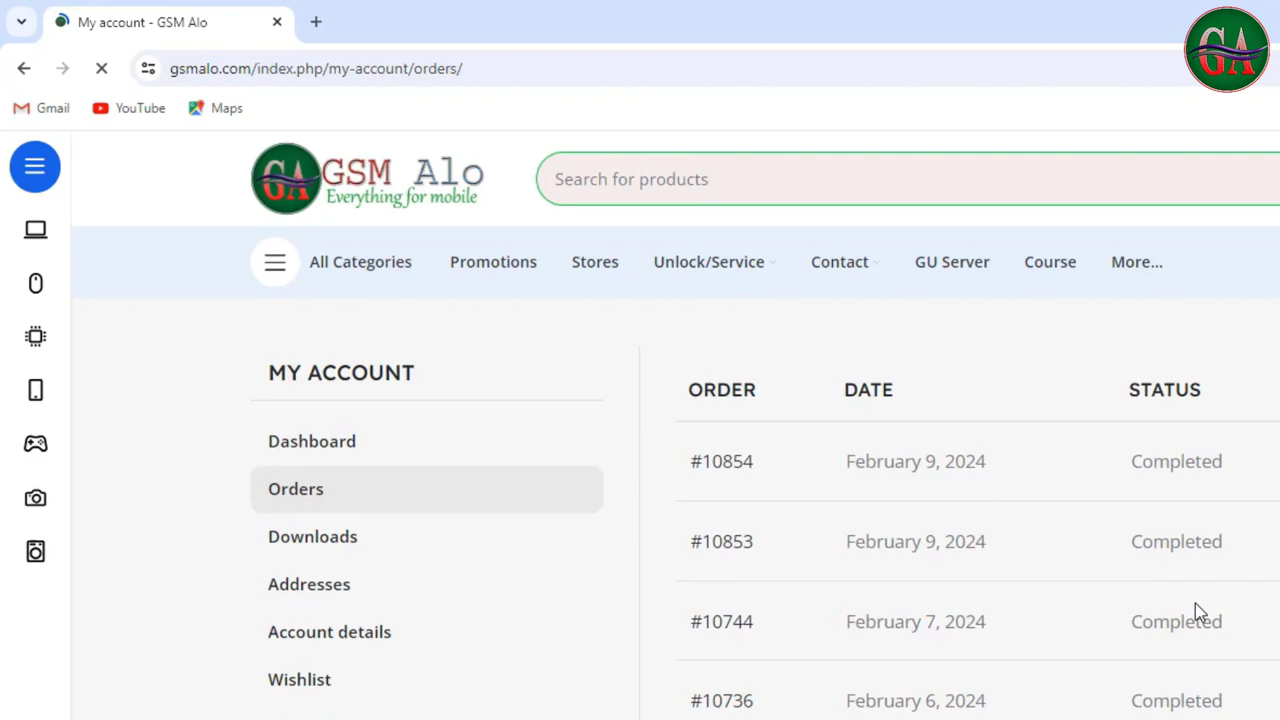 My account - GSM Alo
GA
gsmalo.com/index.php/my-account/orders/
Gmail YouTube Maps
GA GSM Alo
Everything for mobile
Search for products
All Categories Promotions Stores Unlock/Service Contact GU Server Course More...
MY ACCOUNT
Dashboard
Orders
Downloads
Addresses
Account details
Wishlist
ORDER DATE STATUS
#10854 February 9, 2024 Completed
#10853 February 9, 2024 Completed
#10744 February 7, 2024 Completed
#10736 February 6, 2024 Completed